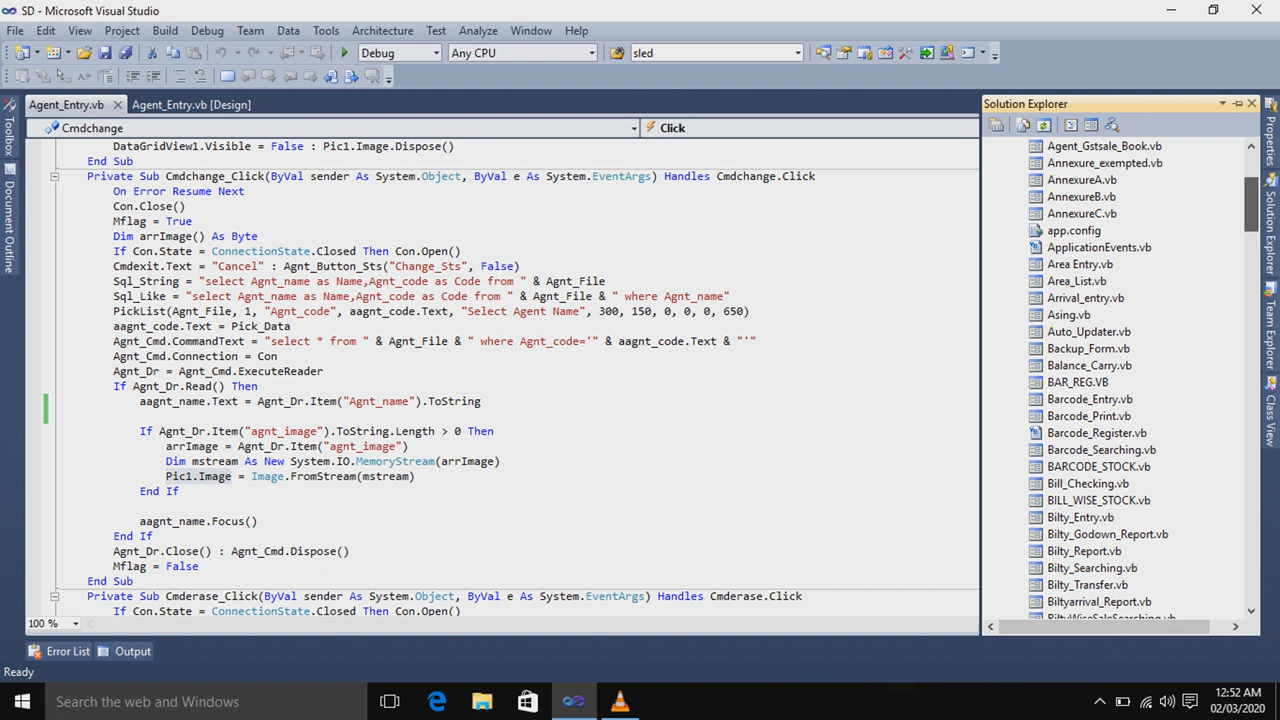 SD - Microsoft Visual Studio
File Edit View Project Build Debug Team Data Tools Architecture Test Analyze Window Help
Debug Any CPU sled
Agent_Entry.vb Agent_Entry.vb [Design]
Cmdchange Click
DataGridView1.Visible = False : Pic1.Image.Dispose()
End Sub
Private Sub Cmdchange_Click(ByVal sender As System.Object, ByVal e As System.EventArgs) Handles Cmdchange.Click
On Error Resume Next
Con.Close()
Mflag = True
Dim arrImage() As Byte
If Con.State = ConnectionState.Closed Then Con.Open()
Cmdexit.Text = "Cancel" : Agnt_Button_Sts("Change_Sts", False)
Sql_String = "select Agnt_name as Name,Agnt_code as Code from " & Agnt_File
Sql_Like = "select Agnt_name as Name,Agnt_code as Code from " & Agnt_File & " where Agnt_name"
PickList(Agnt_File, 1, "Agnt_code", aagnt_code.Text, "Select Agent Name", 300, 150, 0, 0, 0, 650)
aagnt_code.Text = Pick_Data
Agnt_Cmd.CommandText = "select * from " & Agnt_File & " where Agnt_code='" & aagnt_code.Text & "'"
Agnt_Cmd.Connection = Con
Agnt_Dr = Agnt_Cmd.ExecuteReader
If Agnt_Dr.Read() Then
aagnt_name.Text = Agnt_Dr.Item("Agnt_name").ToString
If Agnt_Dr.Item("agnt_image").ToString.Length > 0 Then
arrImage = Agnt_Dr.Item("agnt_image")
Dim mstream As New System.IO.MemoryStream(arrImage)
Pic1.Image = Image.FromStream(mstream)
End If
aagnt_name.Focus()
End If
Agnt_Dr.Close() : Agnt_Cmd.Dispose()
Mflag = False
End Sub
Private Sub Cmderase_Click(ByVal sender As System.Object, ByVal e As System.EventArgs) Handles Cmderase.Click
If Con.State = ConnectionState.Closed Then Con.Open()
100 %
Toolbox
Document Outline
Solution Explorer
Agent_Gstsale_Book.vb
Annexure_exempted.vb
AnnexureA.vb
AnnexureB.vb
AnnexureC.vb
app.config
ApplicationEvents.vb
Area Entry.vb
Area_List.vb
Arrival_entry.vb
Asing.vb
Auto_Updater.vb
Backup_Form.vb
Balance_Carry.vb
BAR_REG.VB
Barcode_Entry.vb
Barcode_Print.vb
Barcode_Register.vb
Barcode_Searching.vb
BARCODE_STOCK.vb
Bill_Checking.vb
BILL_WISE_STOCK.vb
Bilty_Entry.vb
Bilty_Godown_Report.vb
Bilty_Report.vb
Bilty_Searching.vb
Bilty_Transfer.vb
Biltyarrival_Report.vb
BiltyWiseSaleSearching.vb
Properties
Solution Explorer
Team Explorer
Class View
Error List Output
Ready
Search the web and Windows
12:52 AM
02/03/2020